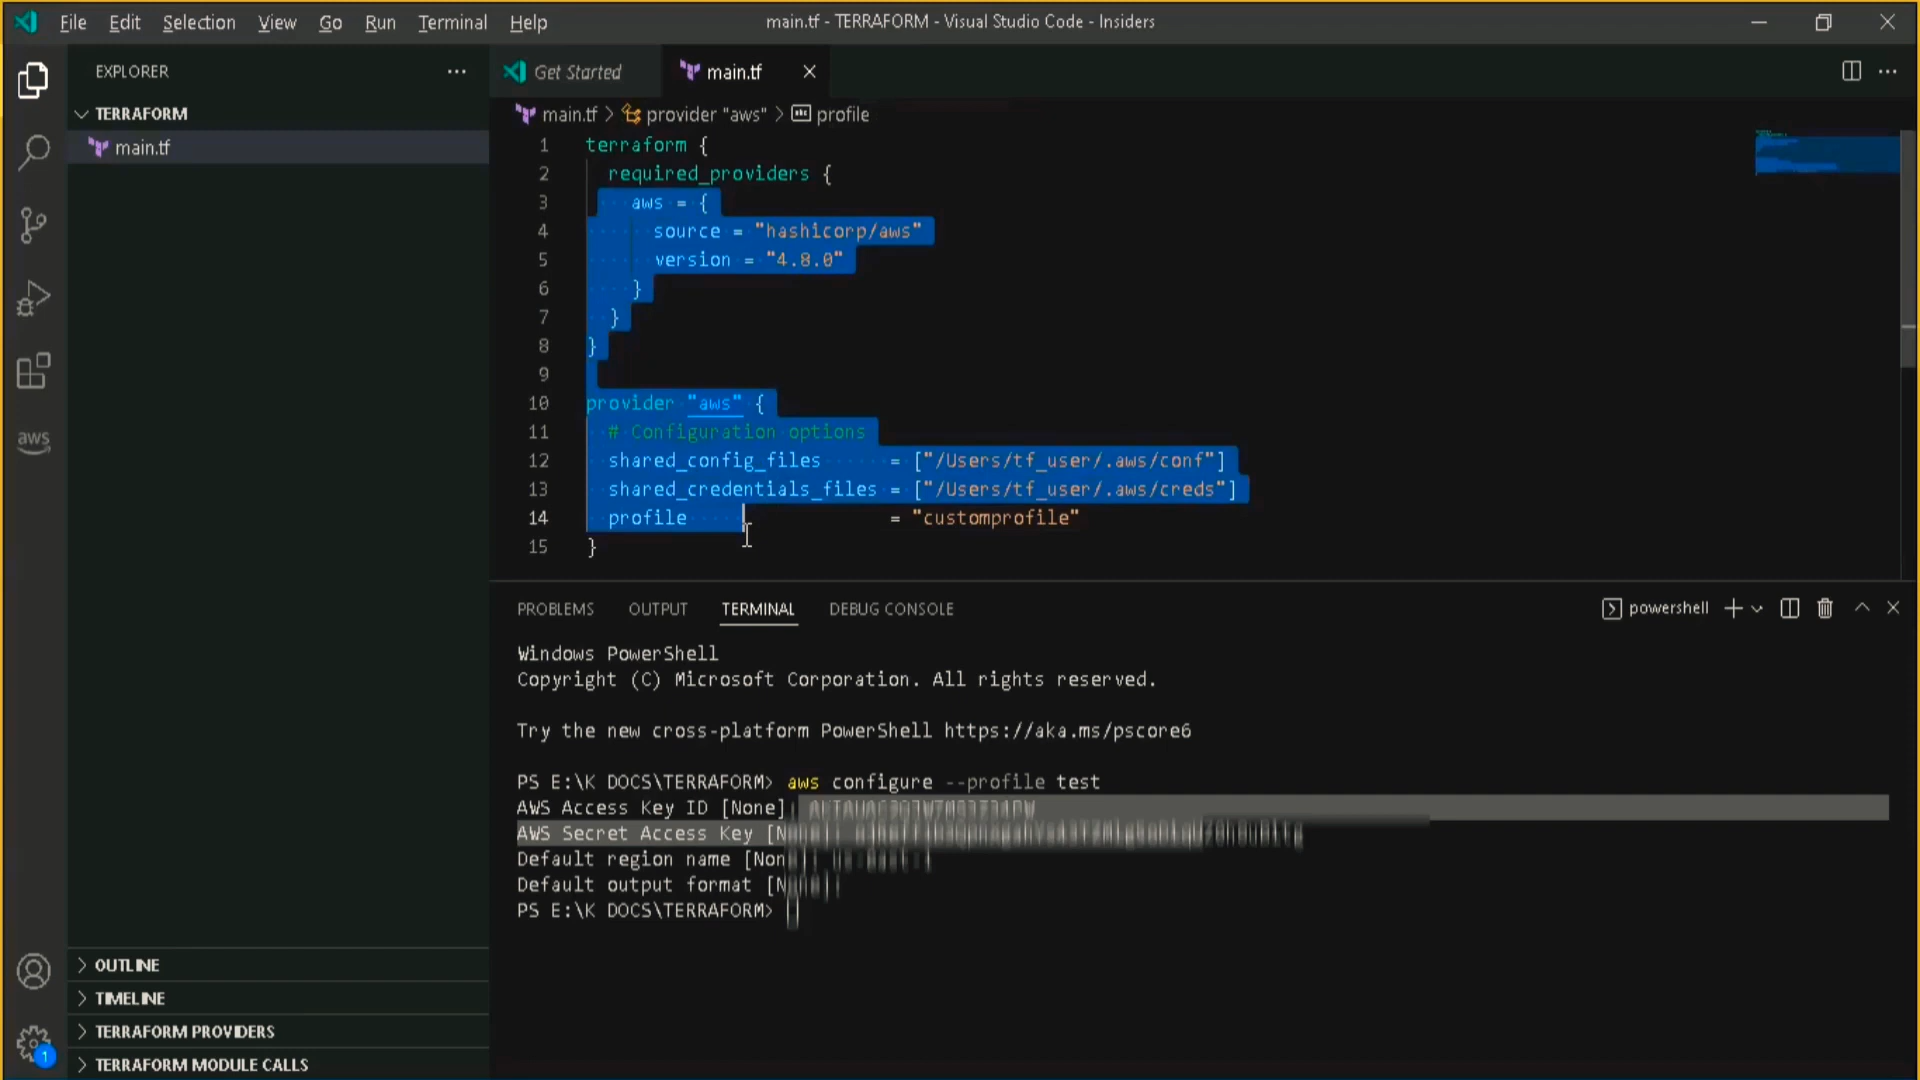 File Edit Selection View Go Run Terminal Help
main.tf - TERRAFORM - Visual Studio Code - Insiders
EXPLORER
TERRAFORM
main.tf
aws
OUTLINE
TIMELINE
TERRAFORM PROVIDERS
TERRAFORM MODULE CALLS
1
Get Started
main.tf
main.tf > provider "aws" > profile
1 terraform {
2 required_providers {
3 aws = {
4 source = "hashicorp/aws"
5 version = "4.8.0"
6 }
7 }
8 }
9
10 provider "aws" {
11 # Configuration options
12 shared_config_files = ["/Users/tf_user/.aws/conf"]
13 shared_credentials_files = ["/Users/tf_user/.aws/creds"]
14 profile = "customprofile"
15 }
PROBLEMS OUTPUT TERMINAL DEBUG CONSOLE
powershell
Windows PowerShell
Copyright (C) Microsoft Corporation. All rights reserved.
Try the new cross-platform PowerShell https://aka.ms/pscore6
PS E:\K DOCS\TERRAFORM> aws configure --profile test
AWS Access Key ID [None]
AWS Secret Access Key
Default region name
Default output format
PS E:\K DOCS\TERRAFORM>